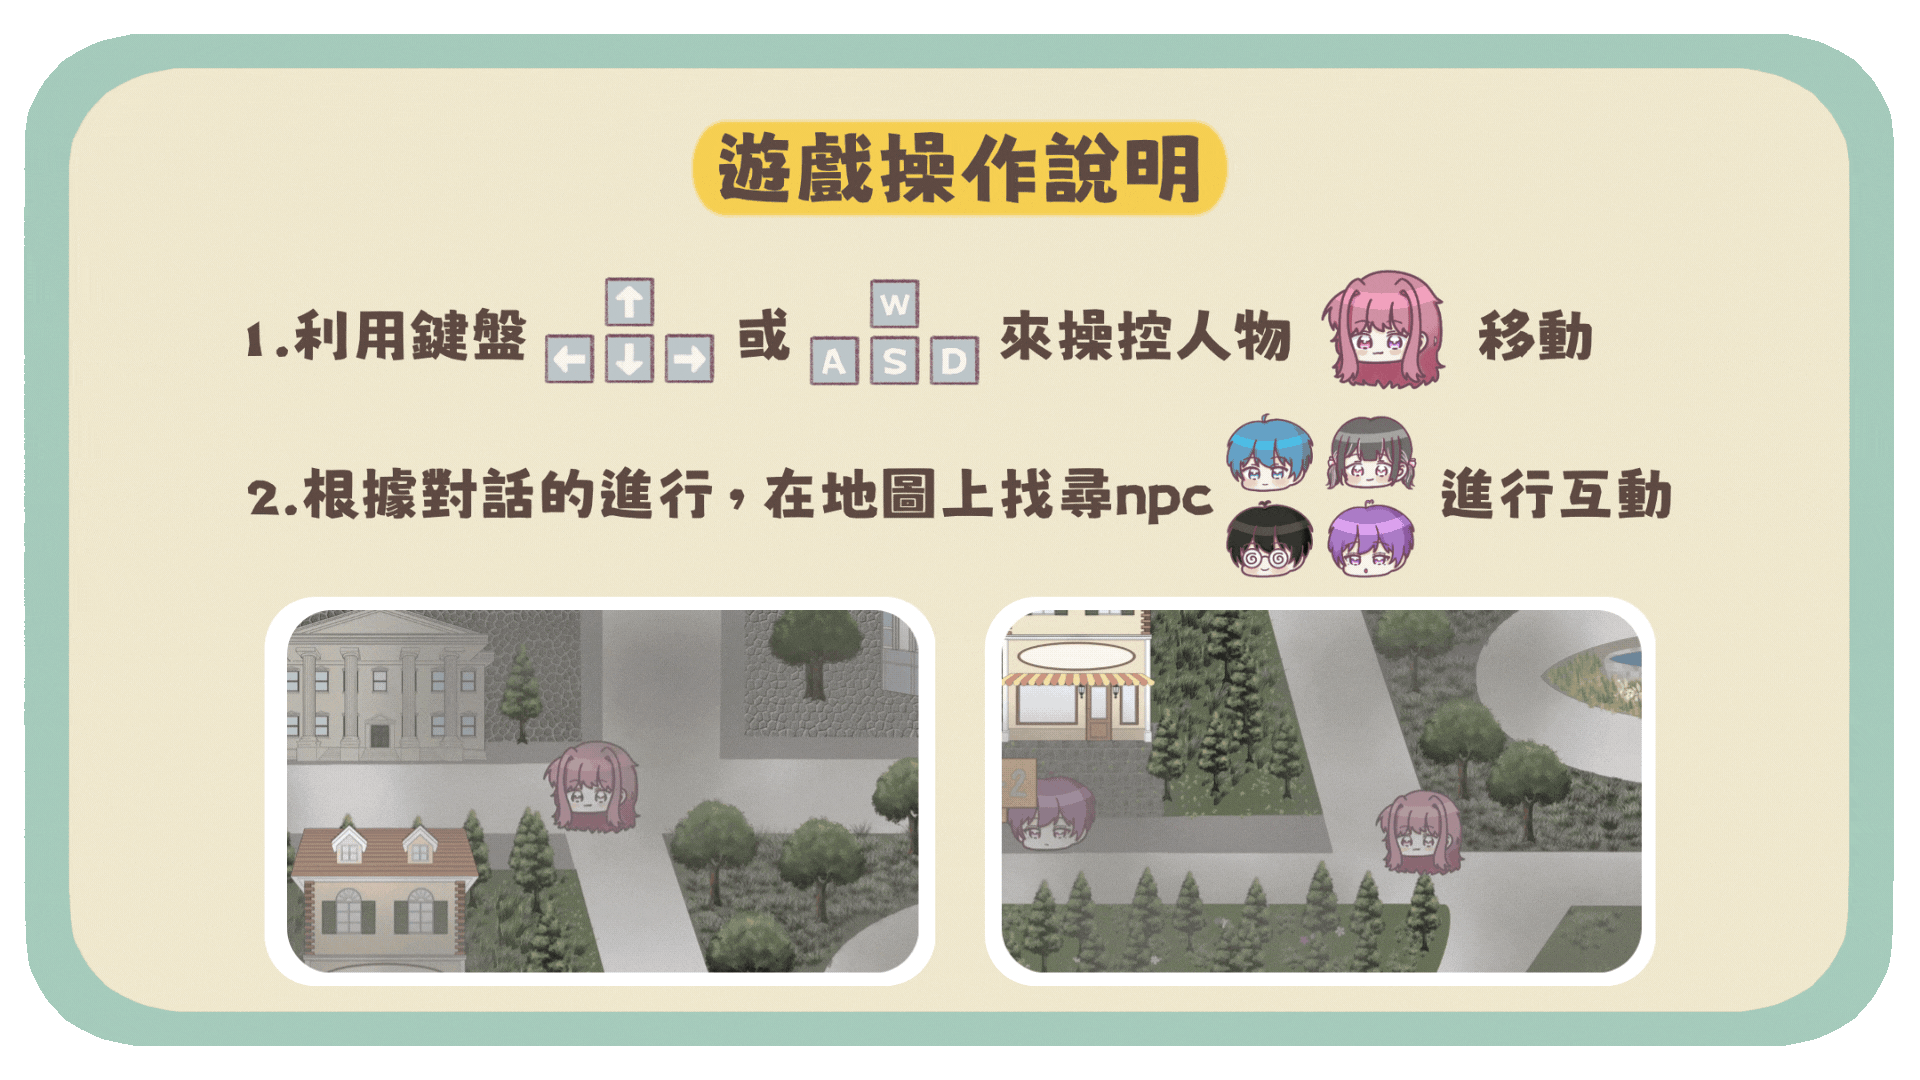 遊戲操作說明
1.利用鍵盤 ↑ ← ↓ → 或 W A S D 來操控人物 移動
2.根據對話的進行，在地圖上找尋npc 進行互動
2